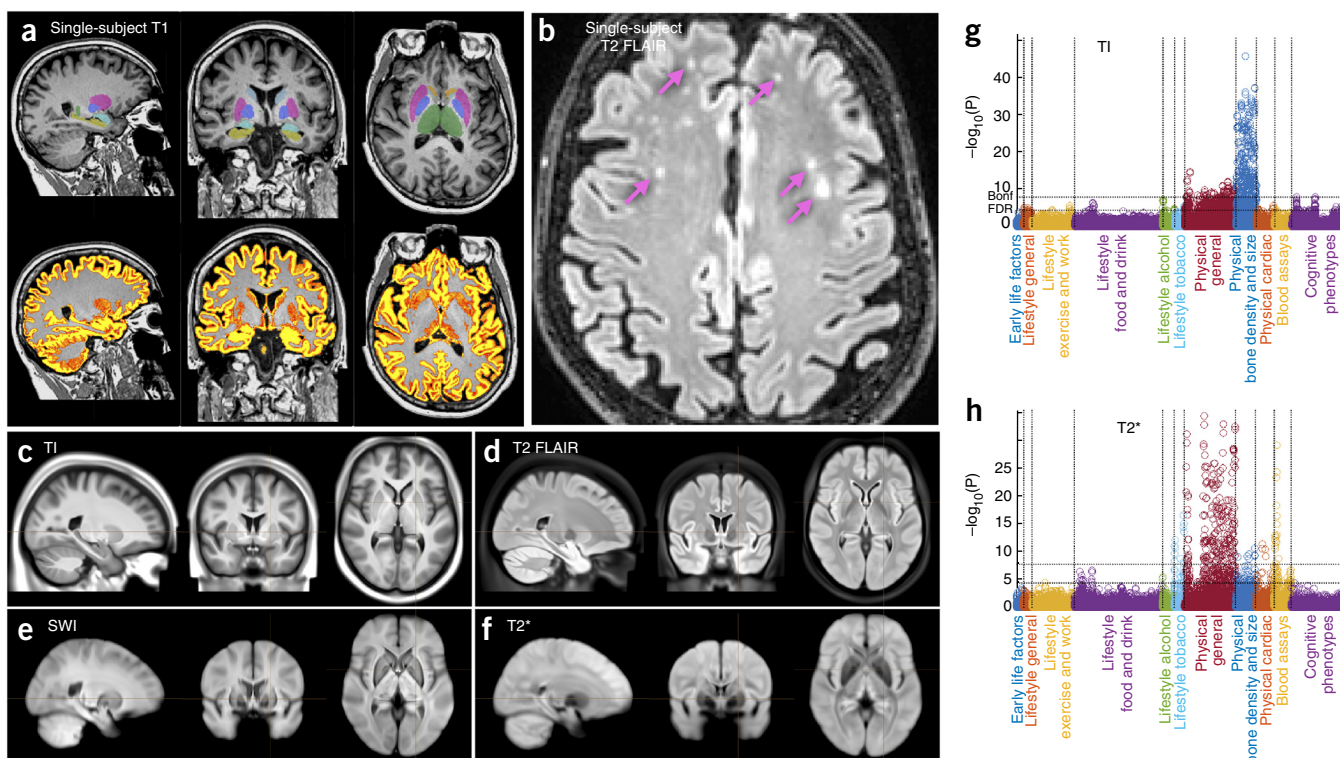 a
Single-subject T1
b
Single-subject
T2 FLAIR
c
TI
d
T2 FLAIR
e
SWI
f
T2*
g
TI
–log10(P)
40
30
20
10
Bonf
FDR
0
Early life factors
Lifestyle general
Lifestyle
exercise and work
Lifestyle
food and drink
Lifestyle alcohol
Lifestyle tobacco
Physical
general
Physical
bone density and size
Physical cardiac
Blood assays
Cognitive
phenotypes
h
T2*
–log10(P)
25
20
15
10
5
0
Early life factors
Lifestyle general
Lifestyle
exercise and work
Lifestyle
food and drink
Lifestyle alcohol
Lifestyle tobacco
Physical
general
Physical
bone density and size
Physical cardiac
Blood assays
Cognitive
phenotypes